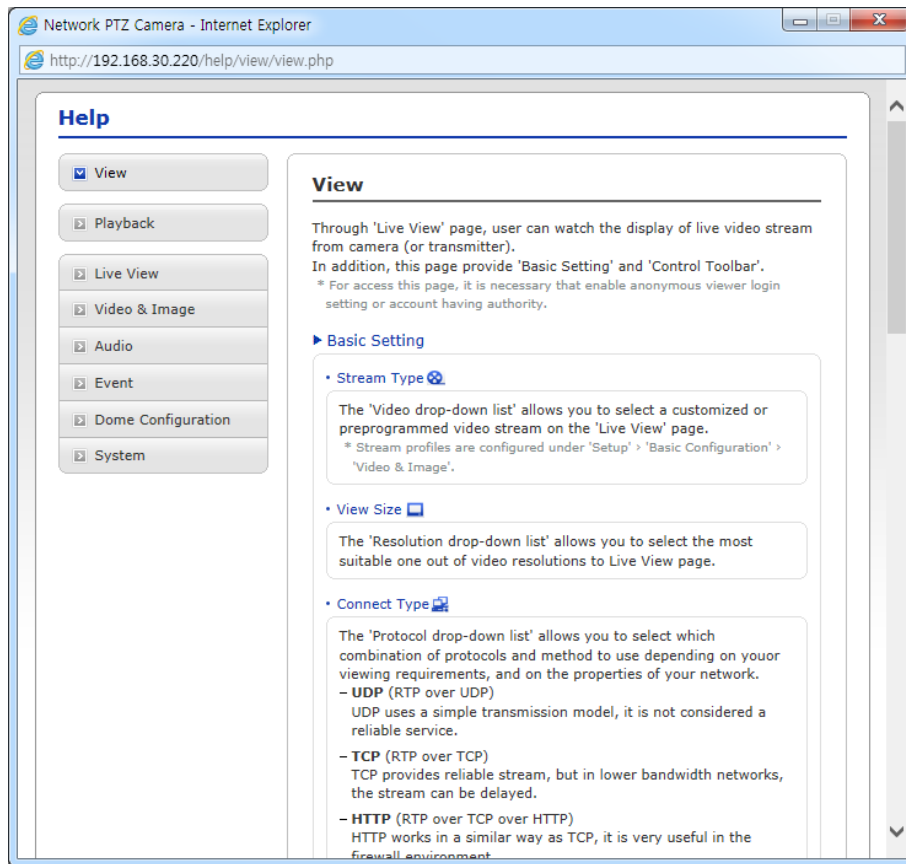 Network PTZ Camera - Internet Explorer
http://192.168.30.220/help/view/view.php
Help
View
Playback
Live View
Video & Image
Audio
Event
Dome Configuration
System
View
Through 'Live View' page, user can watch the display of live video stream
from camera (or transmitter).
In addition, this page provide 'Basic Setting' and 'Control Toolbar'.
* For access this page, it is necessary that enable anonymous viewer login
setting or account having authority.
Basic Setting
• Stream Type
The 'Video drop-down list' allows you to select a customized or
preprogrammed video stream on the 'Live View' page.
* Stream profiles are configured under 'Setup' > 'Basic Configuration' >
'Video & Image'.
• View Size
The 'Resolution drop-down list' allows you to select the most
suitable one out of video resolutions to Live View page.
• Connect Type
The 'Protocol drop-down list' allows you to select which
combination of protocols and method to use depending on youor
viewing requirements, and on the properties of your network.
– UDP (RTP over UDP)
UDP uses a simple transmission model, it is not considered a
reliable service.
– TCP (RTP over TCP)
TCP provides reliable stream, but in lower bandwidth networks,
the stream can be delayed.
– HTTP (RTP over TCP over HTTP)
HTTP works in a similar way as TCP, it is very useful in the
firewall environment.